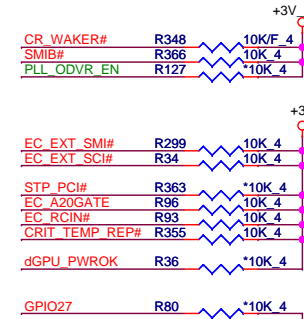 +3V
CR_WAKER# R348 10K/F_4
SMIB# R366 10K_4
PLL_ODVR_EN R127 *10K_4
+3
EC_EXT_SMI# R299 10K_4
EC_EXT_SCI# R34 10K_4
STP_PCI# R363 *10K_4
EC_A20GATE R96 10K_4
EC_RCIN# R93 10K_4
CRIT_TEMP_REP# R355 10K_4
dGPU_PWROK R36 *10K_4
GPIO27 R80 *10K_4